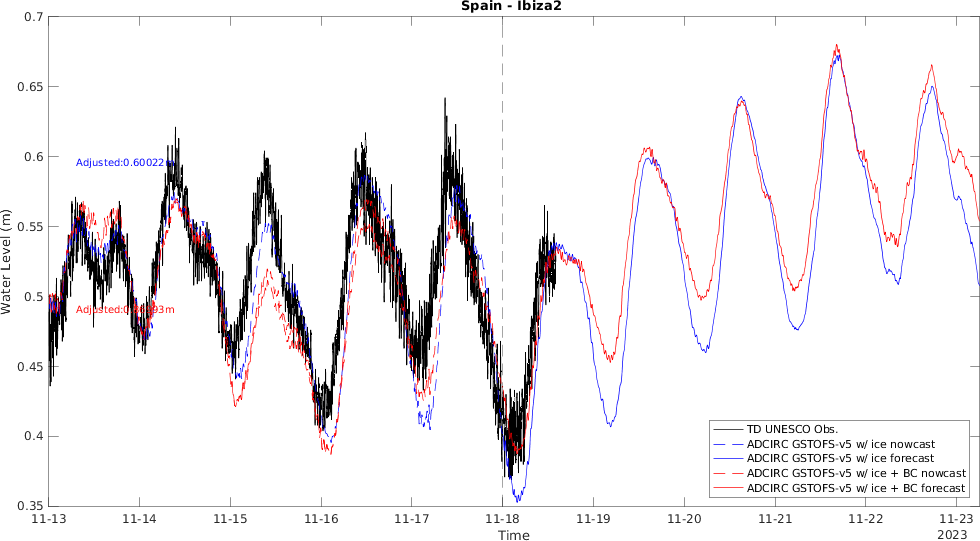 Spain - Ibiza2
Water Level (m)
0.7
0.65
0.6
0.55
0.5
0.45
0.4
0.35
Adjusted:0.60022m
TD UNESCO Obs.
ADCIRC GSTOFS-v5 w/ ice nowcast
ADCIRC GSTOFS-v5 w/ ice forecast
ADCIRC GSTOFS-v5 w/ ice + BC nowcast
ADCIRC GSTOFS-v5 w/ ice + BC forecast
11-13 11-14 11-15 11-16 11-17 11-18 11-19 11-20 11-21 11-22 11-23
Time
2023